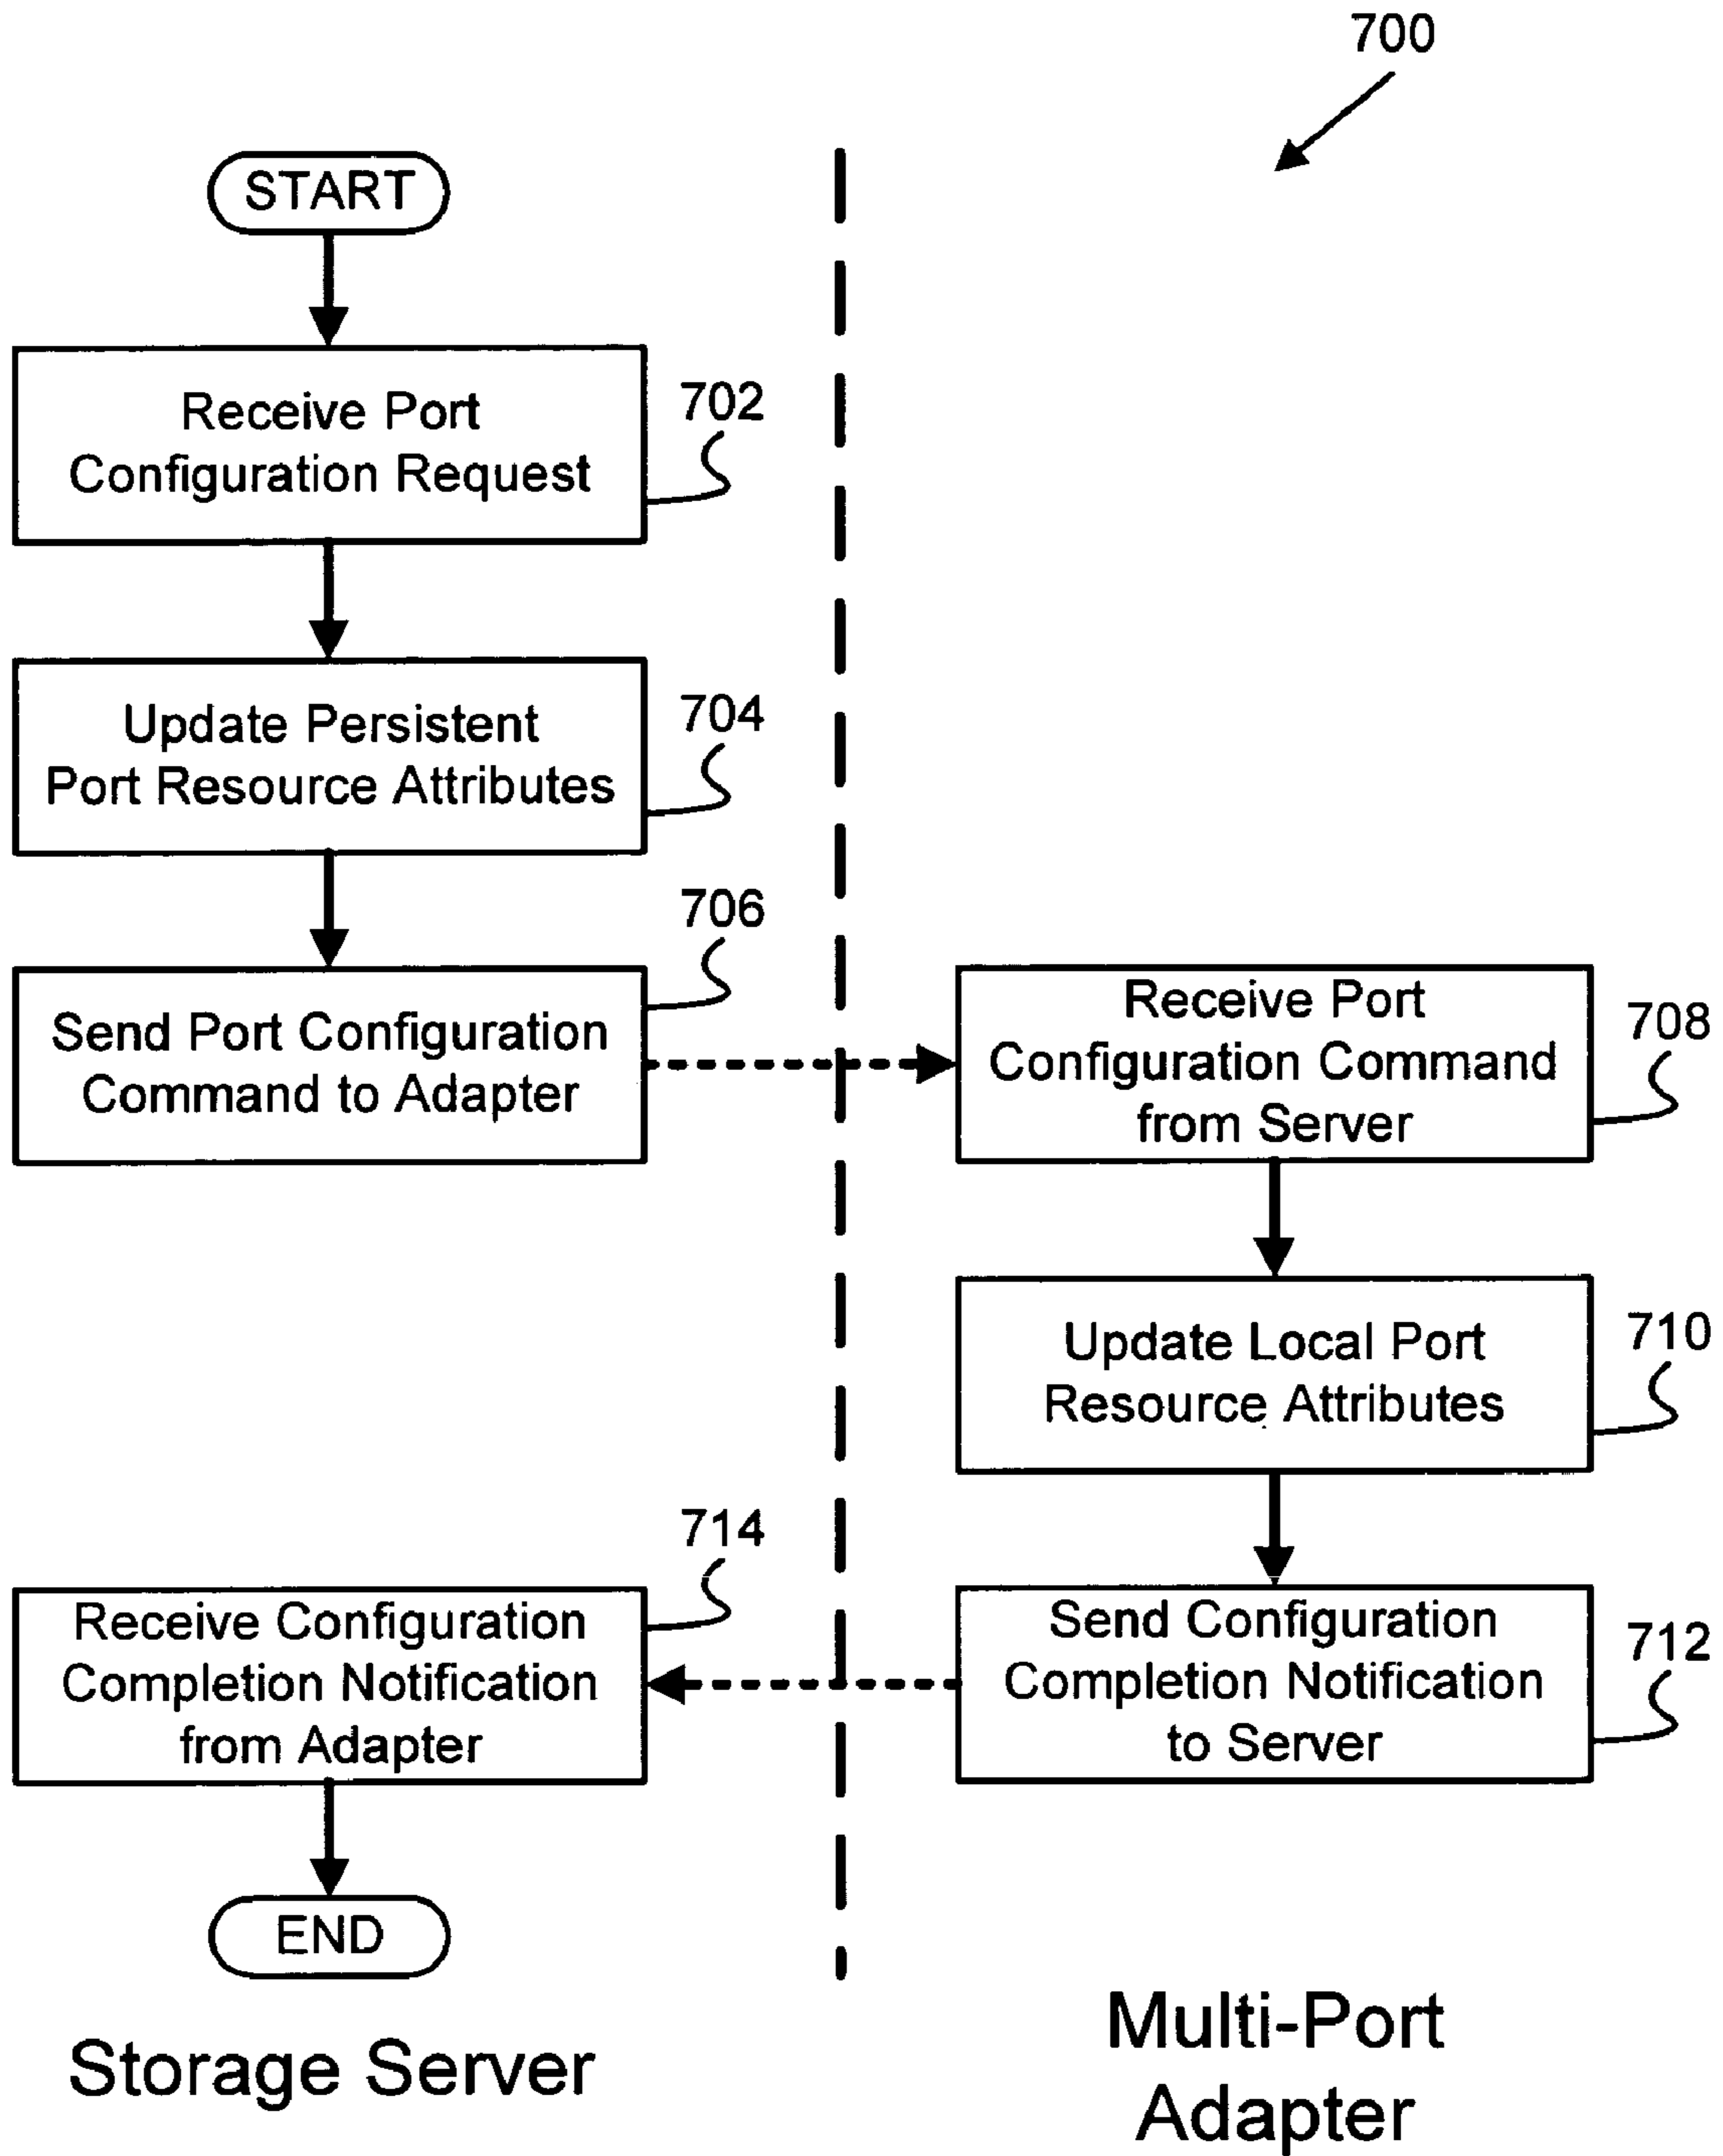 700
START
Receive Port
Configuration Request
702
Update Persistent
Port Resource Attributes
704
Send Port Configuration
Command to Adapter
706
Receive Port
Configuration Command
from Server
708
Update Local Port
Resource Attributes
710
Send Configuration
Completion Notification
to Server
712
Receive Configuration
Completion Notification
from Adapter
714
END
Storage Server
Multi-Port
Adapter